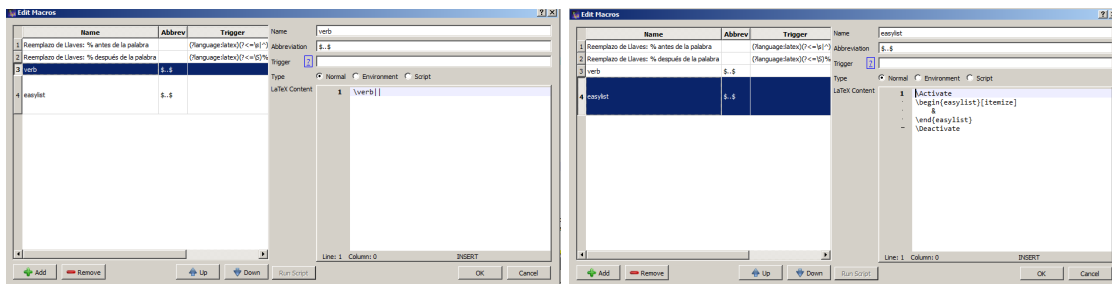 Edit Macros
Name Abbrev Trigger
1 Reemplazo de Llaves: % antes de la palabra (?language:latex)(?<=\s|^)
2 Reemplazo de Llaves: % después de la palabra (?language:latex)(?<=\S)%
3 verb $..$
4 easylist $..$
Add Remove Up Down
Name verb
Abbreviation $..$
Trigger ?
Type Normal Environment Script
LaTeX Content 1 \verb||
Line: 1 Column: 0 INSERT
Run Script OK Cancel
Edit Macros
Name Abbrev Trigger
1 Reemplazo de Llaves: % antes de la palabra (?language:latex)(?<=\s|^)
2 Reemplazo de Llaves: % después de la palabra (?language:latex)(?<=\S)%
3 verb $..$
4 easylist $..$
Add Remove Up Down
Name easylist
Abbreviation $..$
Trigger ?
Type Normal Environment Script
LaTeX Content 1 \Activate
\begin{easylist}[itemize]
&
\end{easylist}
\Deactivate
Line: 1 Column: 0 INSERT
Run Script OK Cancel